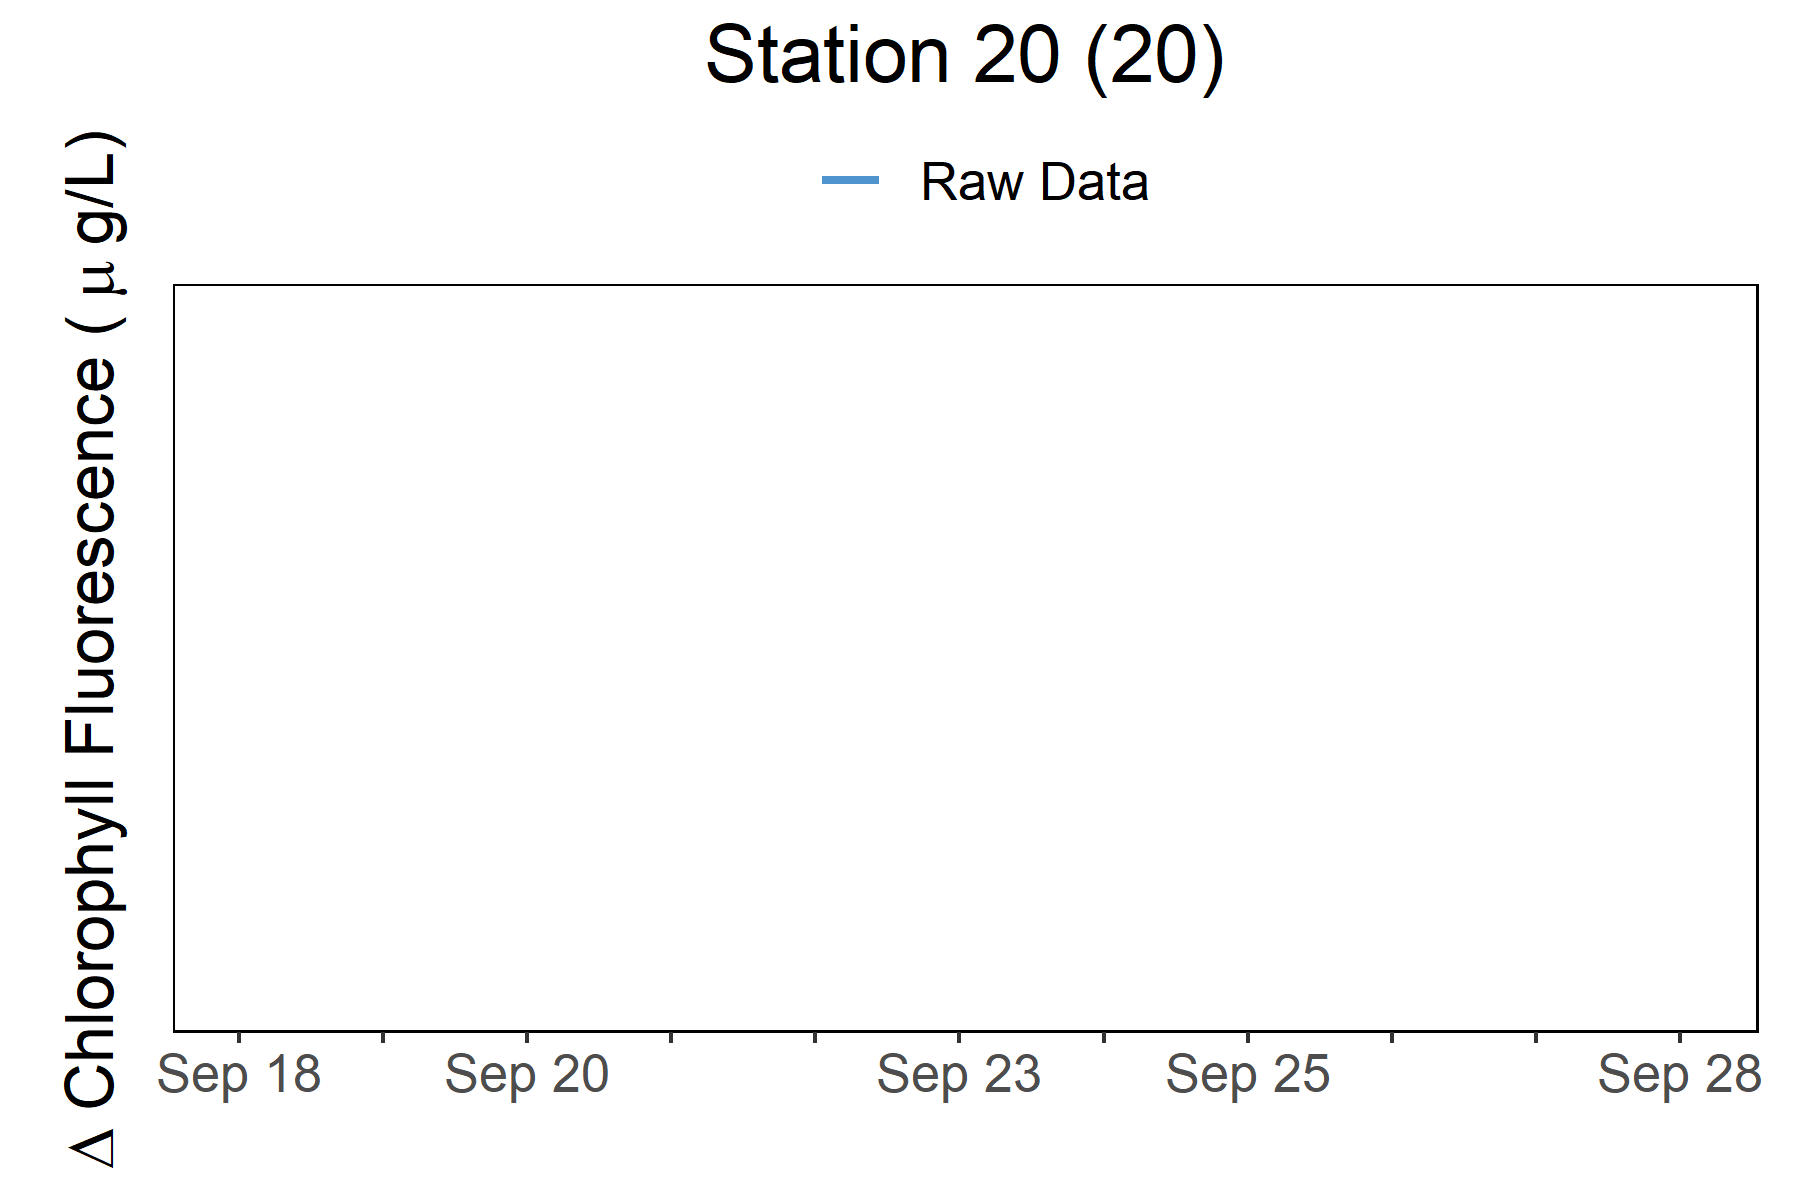 Station 20 (20)
Raw Data
Δ Chlorophyll Fluorescence ( μ g/L)
Sep 18 Sep 20 Sep 23 Sep 25 Sep 28